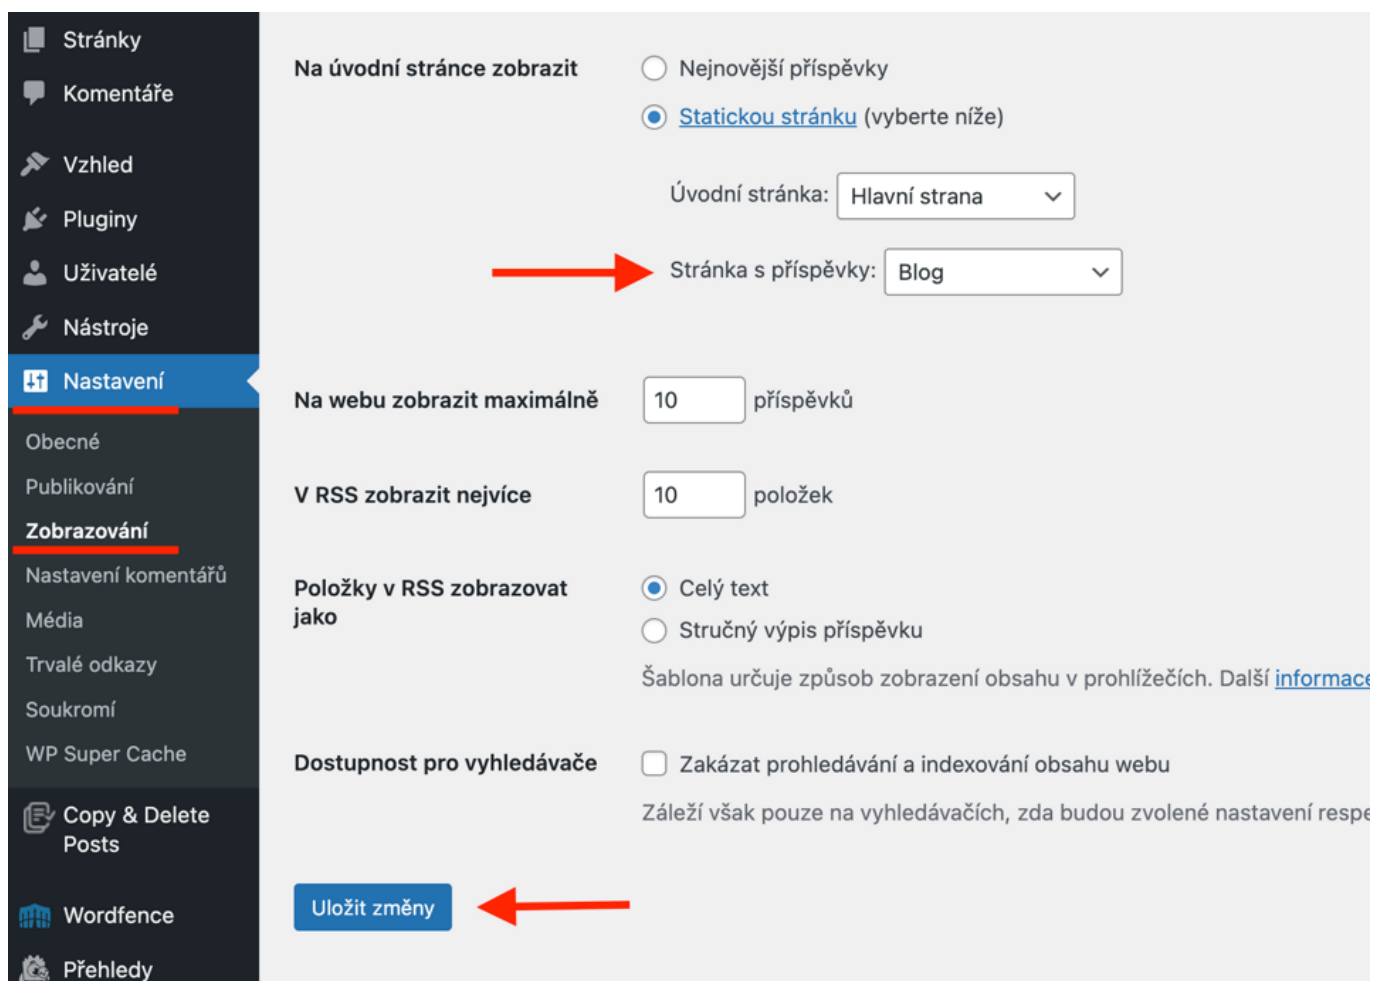 Stránky
Komentáře
Vzhled
Pluginy
Uživatelé
Nástroje
Nastavení
Obecné
Publikování
Zobrazování
Nastavení komentářů
Média
Trvalé odkazy
Soukromí
WP Super Cache
Copy & Delete
Posts
Wordfence
Přehledy
Na úvodní stránce zobrazit
Nejnovější příspěvky
Statickou stránku (vyberte níže)
Úvodní stránka: Hlavní strana
Stránka s příspěvky: Blog
Na webu zobrazit maximálně 10 příspěvků
V RSS zobrazit nejvíce 10 položek
Položky v RSS zobrazovat
jako
Celý text
Stručný výpis příspěvku
Šablona určuje způsob zobrazení obsahu v prohlížečích. Další informace
Dostupnost pro vyhledávače
Zakázat prohledávání a indexování obsahu webu
Záleží však pouze na vyhledávačích, zda budou zvolené nastavení respe
Uložit změny